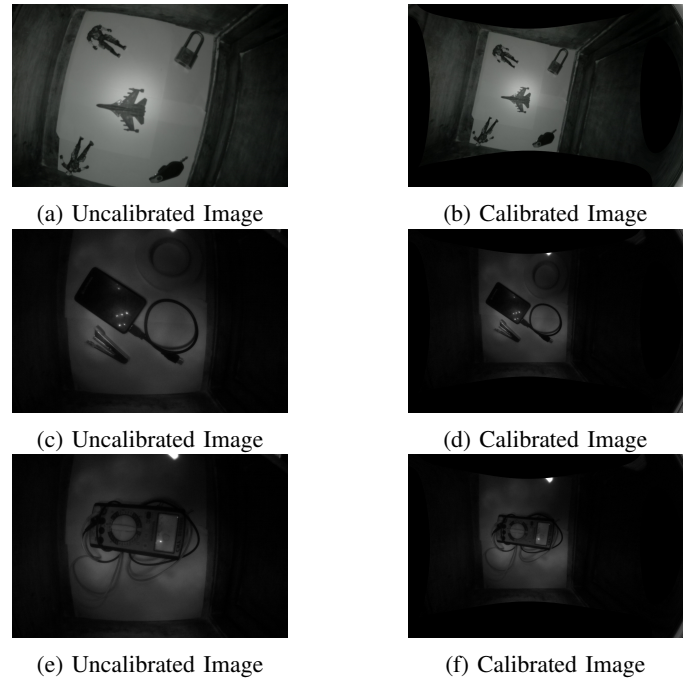 (a) Uncalibrated Image
(b) Calibrated Image
(c) Uncalibrated Image
(d) Calibrated Image
(e) Uncalibrated Image
(f) Calibrated Image